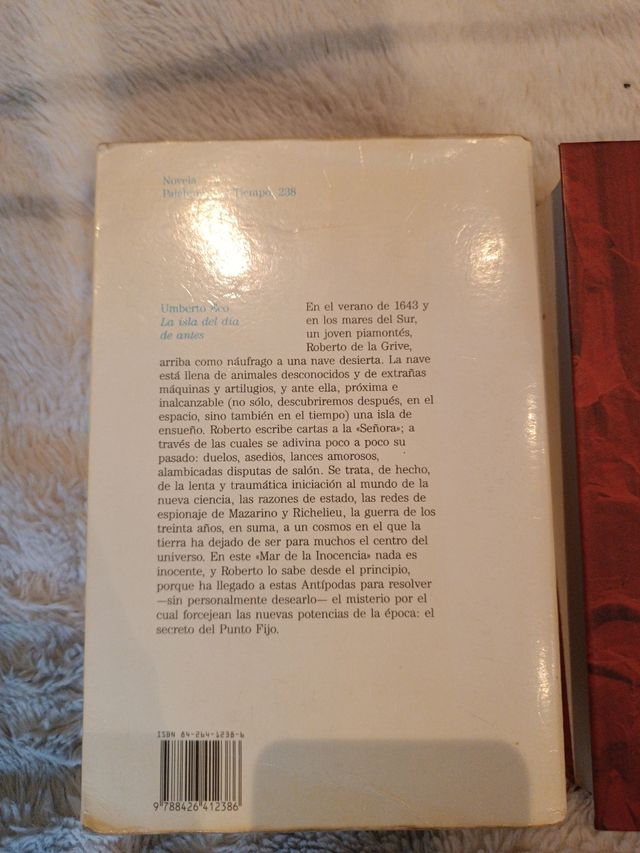 Novela
Tiempo, 238
Umberto Eco
La isla del día
de antes
En el verano de 1643 y
en los mares del Sur,
un joven piamontés,
Roberto de la Grive,
arriba como náufrago a una nave desierta. La nave
está llena de animales desconocidos y de extrañas
máquinas y artilugios, y ante ella, próxima e
inalcanzable (no sólo, descubriremos después, en el
espacio, sino también en el tiempo) una isla de
ensueño. Roberto escribe cartas a la «Señora»; a
través de las cuales se adivina poco a poco su
pasado: duelos, asedios, lances amorosos,
alambicadas disputas de salón. Se trata, de hecho,
de la lenta y traumática iniciación al mundo de la
nueva ciencia, las razones de estado, las redes de
espionaje de Mazarino y Richelieu, la guerra de los
treinta años, en suma, a un cosmos en el que la
tierra ha dejado de ser para muchos el centro del
universo. En este «Mar de la Inocencia» nada es
inocente, y Roberto lo sabe desde el principio,
porque ha llegado a estas Antípodas para resolver
—sin personalmente desearlo— el misterio por el
cual forcejean las nuevas potencias de la época: el
secreto del Punto Fijo.
ISBN 84-264-1238-6
9 788426 412386